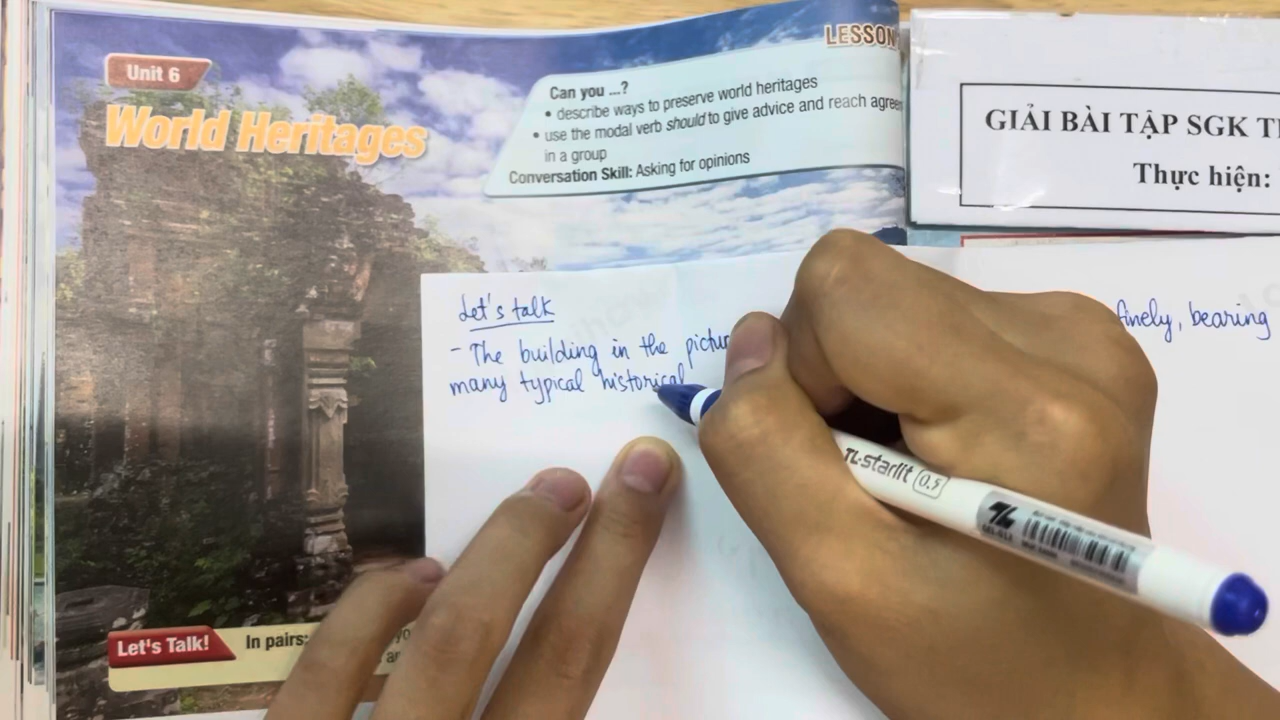 Unit 6
World Heritages
LESSON
Can you ...?
• describe ways to preserve world heritages
• use the modal verb should to give advice and reach
in a group
Conversation Skill: Asking for opinions
GIẢI BÀI TẬP SGK
Thực hiện:
Let's talk
- The building in the
finely, bearing
many typical historical
TL-starlit 0.5
Let's Talk!
In pairs: